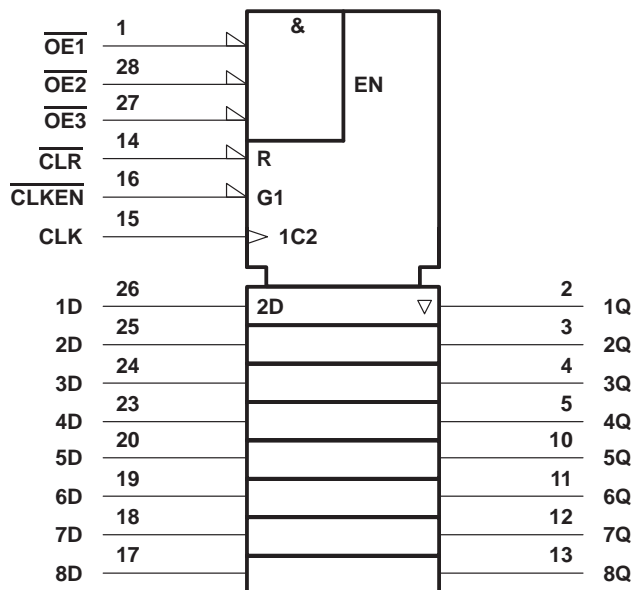 &
1
OE1
28
OE2
EN
27
OE3
14
CLR
R
16
CLKEN
G1
15
CLK
1C2
26
2
1D
2D
1Q
25
3
2D
2Q
24
4
3D
3Q
23
5
4D
4Q
20
10
5D
5Q
19
11
6D
6Q
18
12
7D
7Q
17
13
8D
8Q